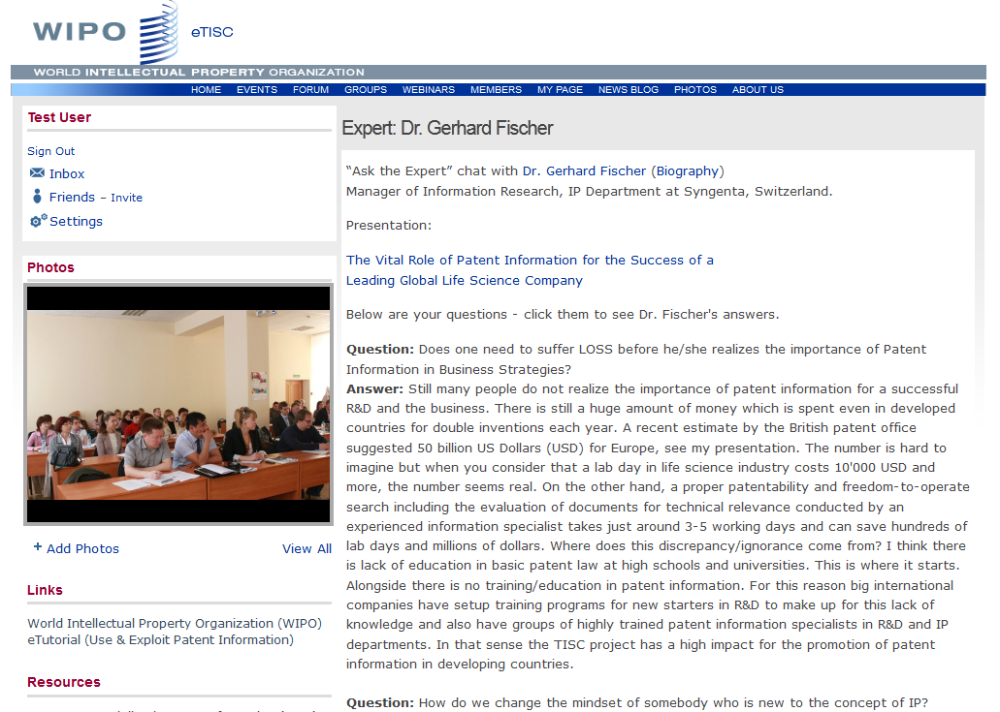 WIPO
eTISC
WORLD INTELLECTUAL PROPERTY ORGANIZATION
HOME EVENTS FORUM GROUPS WEBINARS MEMBERS MY PAGE NEWS BLOG PHOTOS ABOUT US
Test User
Sign Out
Inbox
Friends – Invite
Settings
Photos
+ Add Photos View All
Links
World Intellectual Property Organization (WIPO)
eTutorial (Use & Exploit Patent Information)
Resources
Expert: Dr. Gerhard Fischer
“Ask the Expert” chat with Dr. Gerhard Fischer (Biography)
Manager of Information Research, IP Department at Syngenta, Switzerland.
Presentation:
The Vital Role of Patent Information for the Success of a
Leading Global Life Science Company
Below are your questions - click them to see Dr. Fischer's answers.
Question: Does one need to suffer LOSS before he/she realizes the importance of Patent
Information in Business Strategies?
Answer: Still many people do not realize the importance of patent information for a successful
R&D and the business. There is still a huge amount of money which is spent even in developed
countries for double inventions each year. A recent estimate by the British patent office
suggested 50 billion US Dollars (USD) for Europe, see my presentation. The number is hard to
imagine but when you consider that a lab day in life science industry costs 10'000 USD and
more, the number seems real. On the other hand, a proper patentability and freedom-to-operate
search including the evaluation of documents for technical relevance conducted by an
experienced information specialist takes just around 3-5 working days and can save hundreds of
lab days and millions of dollars. Where does this discrepancy/ignorance come from? I think there
is lack of education in basic patent law at high schools and universities. This is where it starts.
Alongside there is no training/education in patent information. For this reason big international
companies have setup training programs for new starters in R&D to make up for this lack of
knowledge and also have groups of highly trained patent information specialists in R&D and IP
departments. In that sense the TISC project has a high impact for the promotion of patent
information in developing countries.
Question: How do we change the mindset of somebody who is new to the concept of IP?